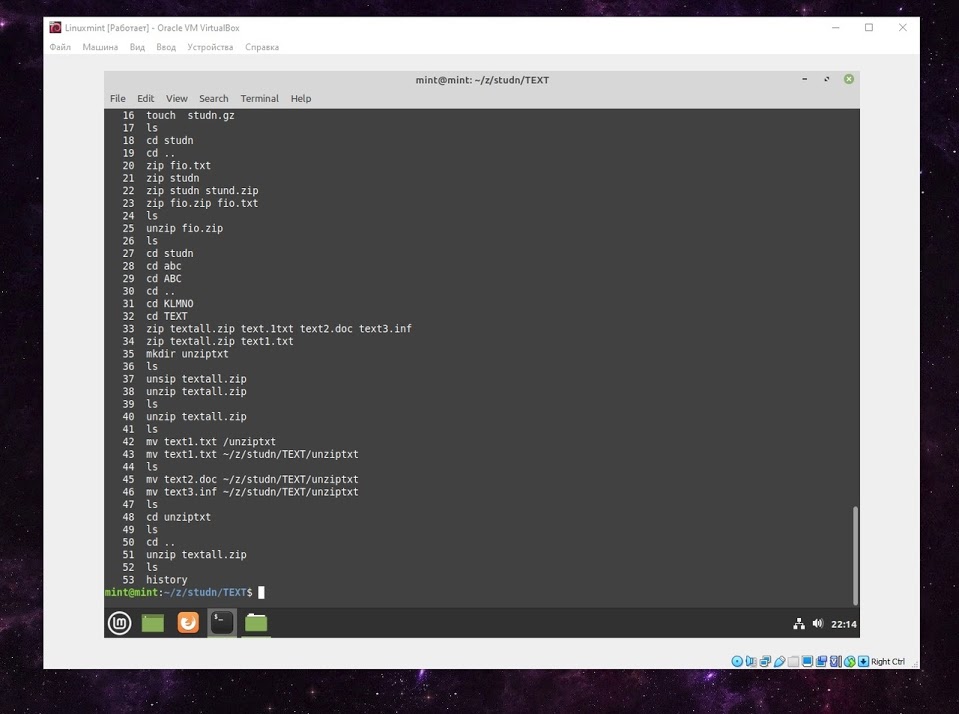 Linuxmint [Работает] - Oracle VM VirtualBox
Файл Машина Вид Ввод Устройства Справка
mint@mint: ~/z/studn/TEXT
File Edit View Search Terminal Help
16 touch  studn.gz
17 ls
18 cd studn
19 cd ..
20 zip fio.txt
21 zip studn
22 zip studn stund.zip
23 zip fio.zip fio.txt
24 ls
25 unzip fio.zip
26 ls
27 cd studn
28 cd abc
29 cd ABC
30 cd ..
31 cd KLMNO
32 cd TEXT
33 zip textall.zip text.1txt text2.doc text3.inf
34 zip textall.zip text1.txt
35 mkdir unziptxt
36 ls
37 unsip textall.zip
38 unzip textall.zip
39 ls
40 unzip textall.zip
41 ls
42 mv text1.txt /unziptxt
43 mv text1.txt ~/z/studn/TEXT/unziptxt
44 ls
45 mv text2.doc ~/z/studn/TEXT/unziptxt
46 mv text3.inf ~/z/studn/TEXT/unziptxt
47 ls
48 cd unziptxt
49 ls
50 cd ..
51 unzip textall.zip
52 ls
53 history
mint@mint:~/z/studn/TEXT$
22:14
Right Ctrl